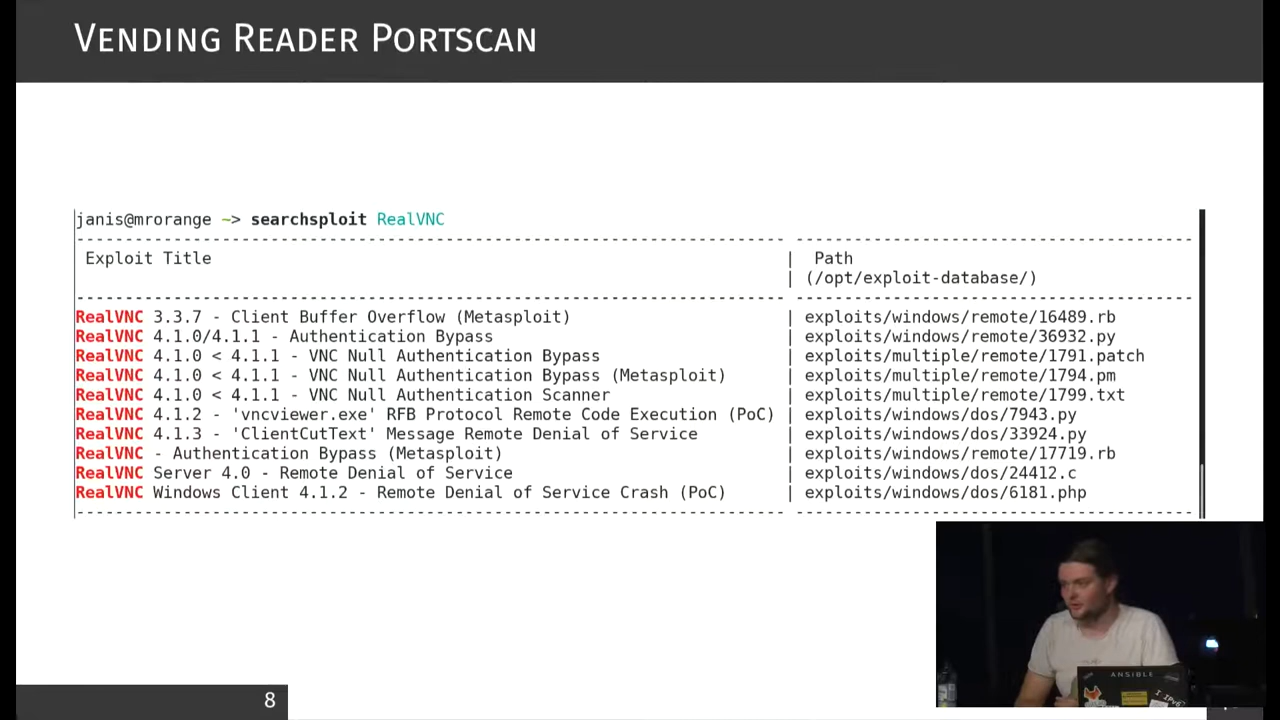 VENDING READER PORTSCAN
janis@mrorange ~> searchsploit RealVNC
Exploit Title | Path
| (/opt/exploit-database/)
RealVNC 3.3.7 - Client Buffer Overflow (Metasploit) | exploits/windows/remote/16489.rb
RealVNC 4.1.0/4.1.1 - Authentication Bypass | exploits/windows/remote/36932.py
RealVNC 4.1.0 < 4.1.1 - VNC Null Authentication Bypass | exploits/multiple/remote/1791.patch
RealVNC 4.1.0 < 4.1.1 - VNC Null Authentication Bypass (Metasploit) | exploits/multiple/remote/1794.pm
RealVNC 4.1.0 < 4.1.1 - VNC Null Authentication Scanner | exploits/multiple/remote/1799.txt
RealVNC 4.1.2 - 'vncviewer.exe' RFB Protocol Remote Code Execution (PoC) | exploits/windows/dos/7943.py
RealVNC 4.1.3 - 'ClientCutText' Message Remote Denial of Service | exploits/windows/dos/33924.py
RealVNC - Authentication Bypass (Metasploit) | exploits/windows/remote/17719.rb
RealVNC Server 4.0 - Remote Denial of Service | exploits/windows/dos/24412.c
RealVNC Windows Client 4.1.2 - Remote Denial of Service Crash (PoC) | exploits/windows/dos/6181.php
ANSIBLE
I IPv6
8